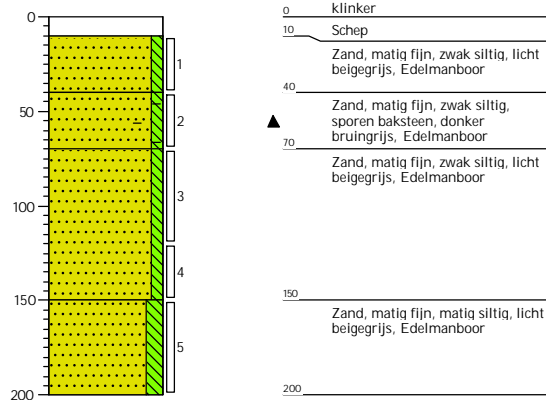 0
50
100
150
200
1
2
3
4
5
0 klinker
10 Schep
Zand, matig fijn, zwak siltig, licht
beigegrijs, Edelmanboor
40
Zand, matig fijn, zwak siltig,
sporen baksteen, donker
bruingrijs, Edelmanboor
70
Zand, matig fijn, zwak siltig, licht
beigegrijs, Edelmanboor
150
Zand, matig fijn, matig siltig, licht
beigegrijs, Edelmanboor
200